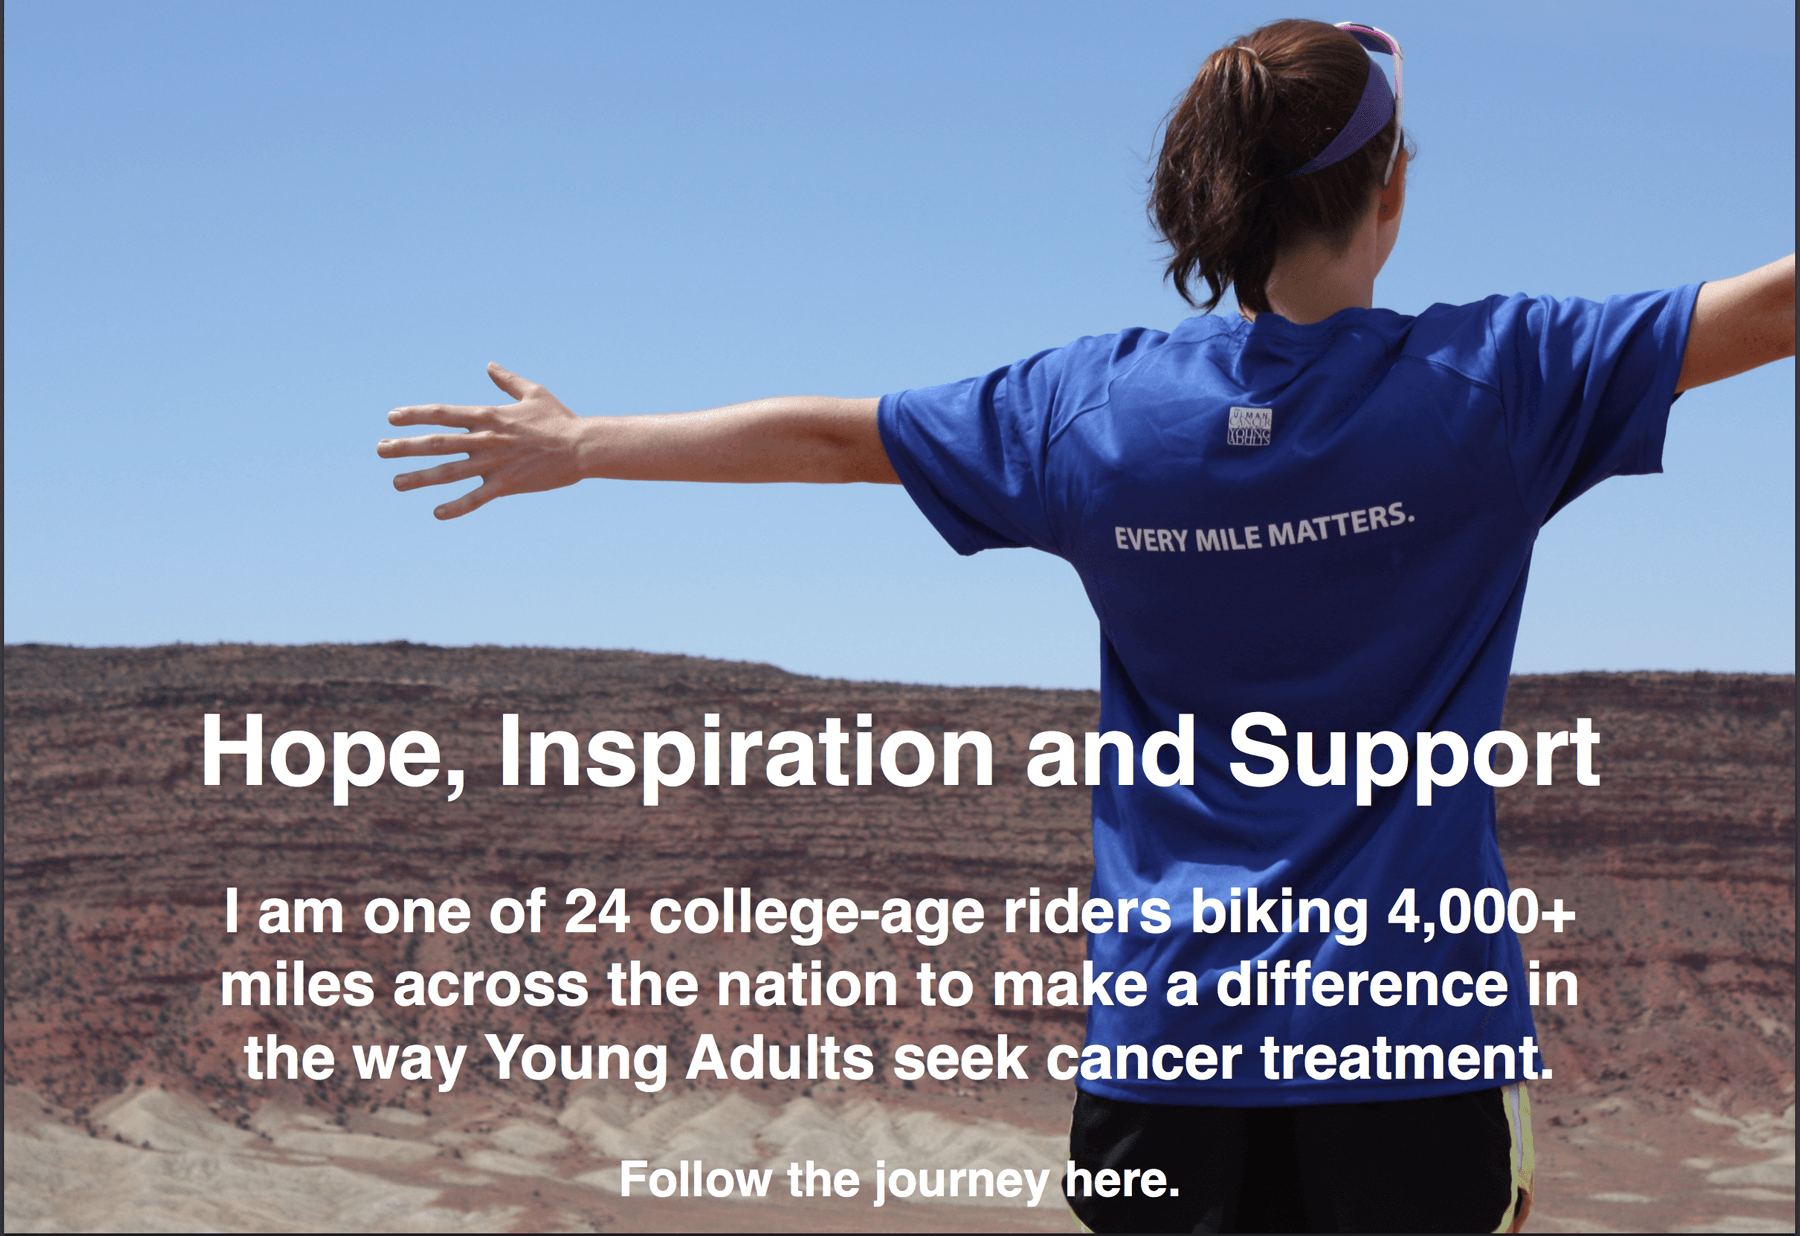 ULMAN
CANCER
YOUNG
ADULTS
EVERY MILE MATTERS.
Hope, Inspiration and Support
I am one of 24 college-age riders biking 4,000+
miles across the nation to make a difference in
the way Young Adults seek cancer treatment.
Follow the journey here.